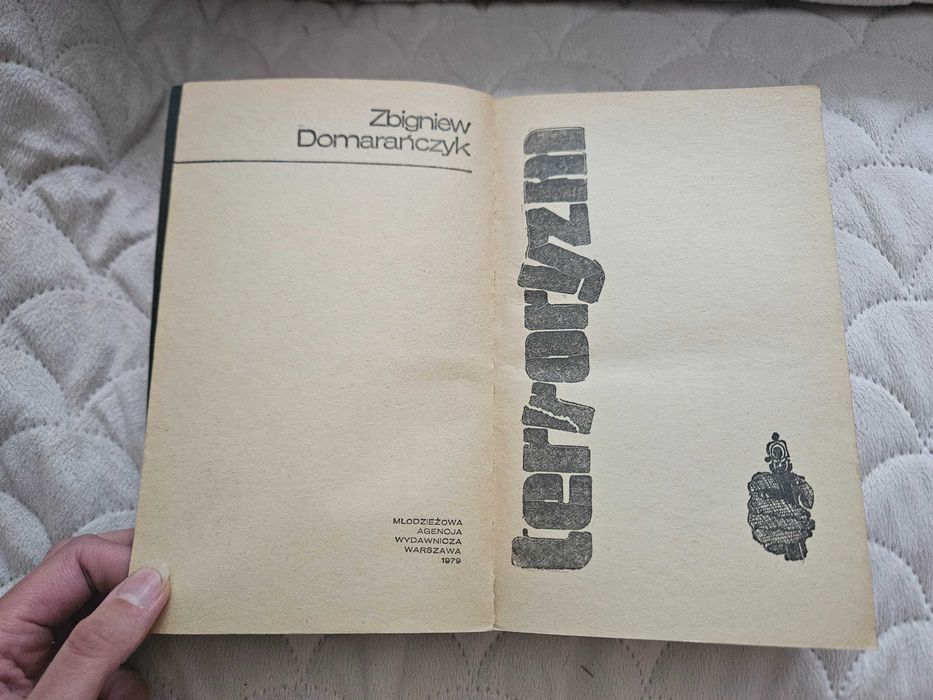 Zbigniew
Domarańczyk
MŁODZIEŻOWA
AGENCJA
WYDAWNICZA
WARSZAWA
1979
terroryzm